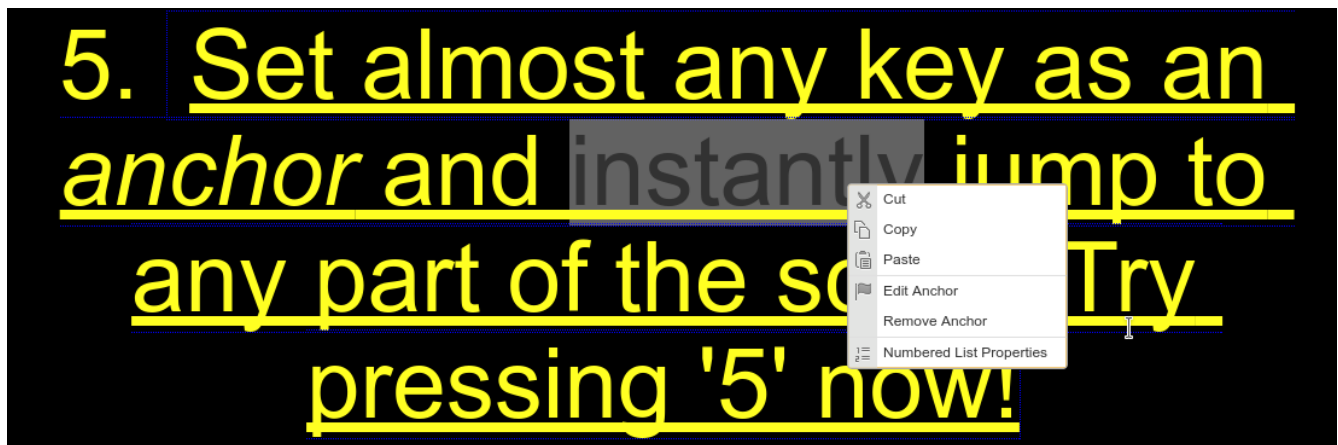 5. Set almost any key as an
anchor and instantly jump to
any part of the Try
pressing '5' now!
Cut
Copy
Paste
Edit Anchor
Remove Anchor
Numbered List Properties